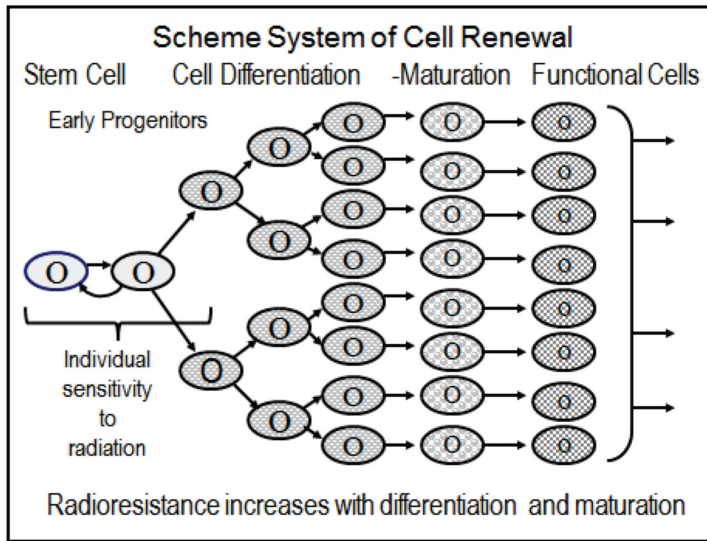 Scheme System of Cell Renewal
Stem Cell Cell Differentiation -Maturation Functional Cells
Early Progenitors
O O O O O O O O O O O O O O O O O O O O O O O O O O O O O O O O
Individual
sensitivity
to
radiation
Radioresistance increases with differentiation and maturation